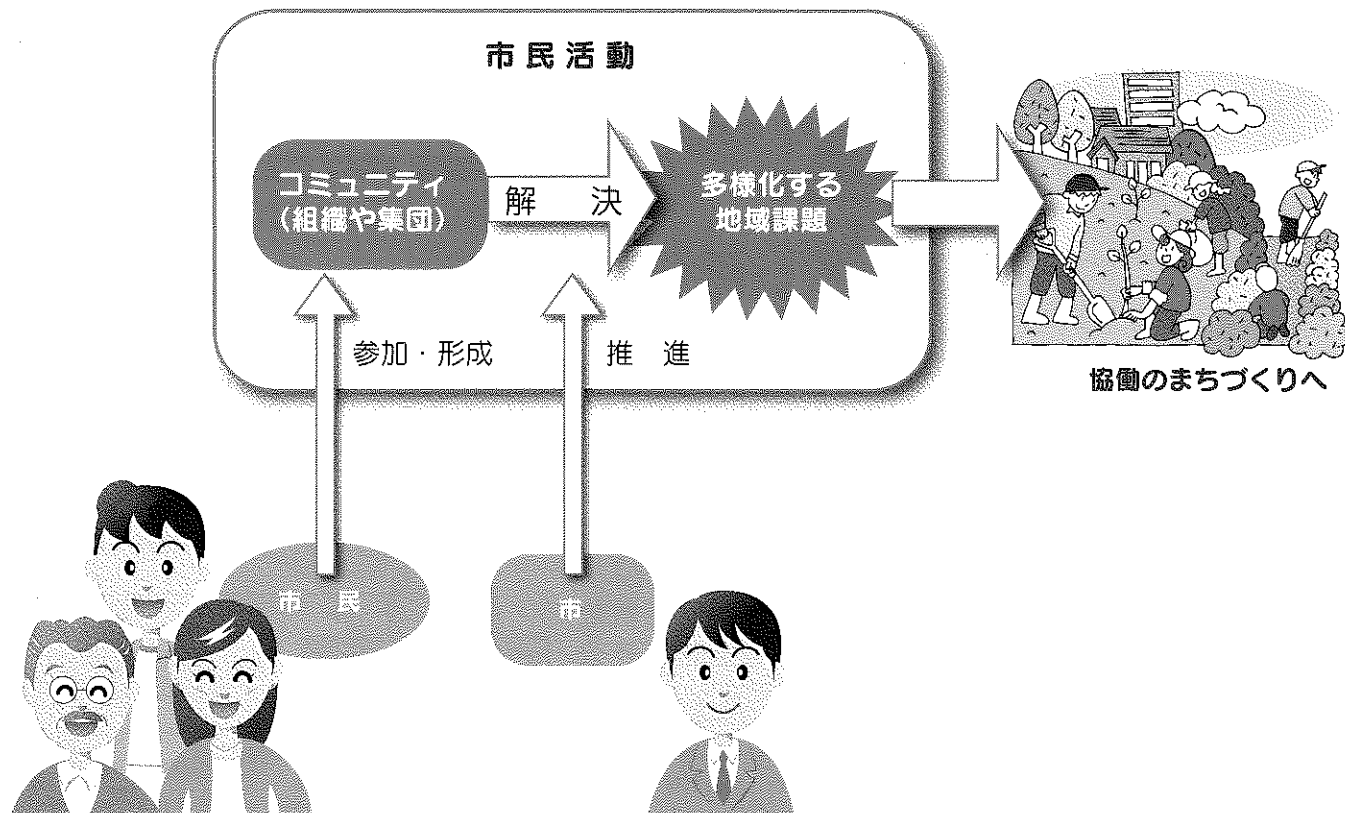 市民活動
コミュニティ
(組織や集団)
解 決
多様化する
地域課題
参加・形成
推 進
協働のまちづくりへ
市 民
市